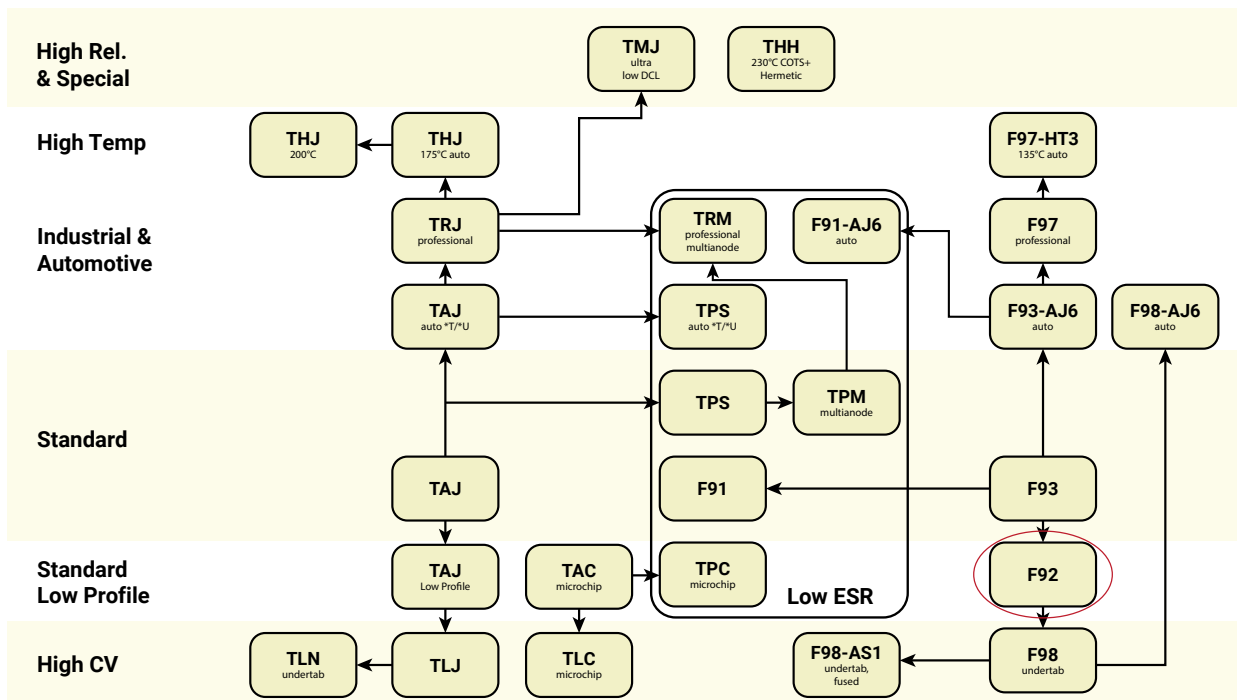 High Rel.
& Special
TMJ
ultra
low DCL
THH
230°C COTS+
Hermetic
High Temp
THJ
200°C
THJ
175°C auto
F97-HT3
135°C auto
Industrial &
Automotive
TRJ
professional
TRM
professional
multianode
F91-AJ6
auto
F97
professional
TAJ
auto *T/*U
TPS
auto *T/*U
F93-AJ6
auto
F98-AJ6
auto
Standard
TPS
TPM
multianode
TAJ
F91
F93
Standard
Low Profile
TAJ
Low Profile
TAC
microchip
TPC
microchip
Low ESR
F92
High CV
TLN
undertab
TLJ
TLC
microchip
F98-AS1
undertab,
fused
F98
undertab